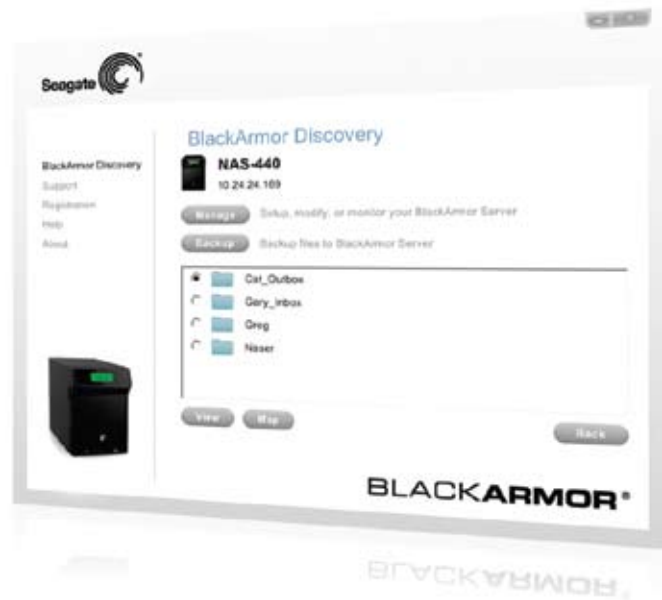 Seagate
BlackArmor Discovery
Support
Registration
Help
About
BlackArmor Discovery
NAS-440
10.24.24.169
Manage
Setup, modify, or monitor your BlackArmor Server
Backup
Backup files to BlackArmor Server
Cat_Outbox
Gary_Inbox
Greg
Naser
View
Map
Back
BLACKARMOR®